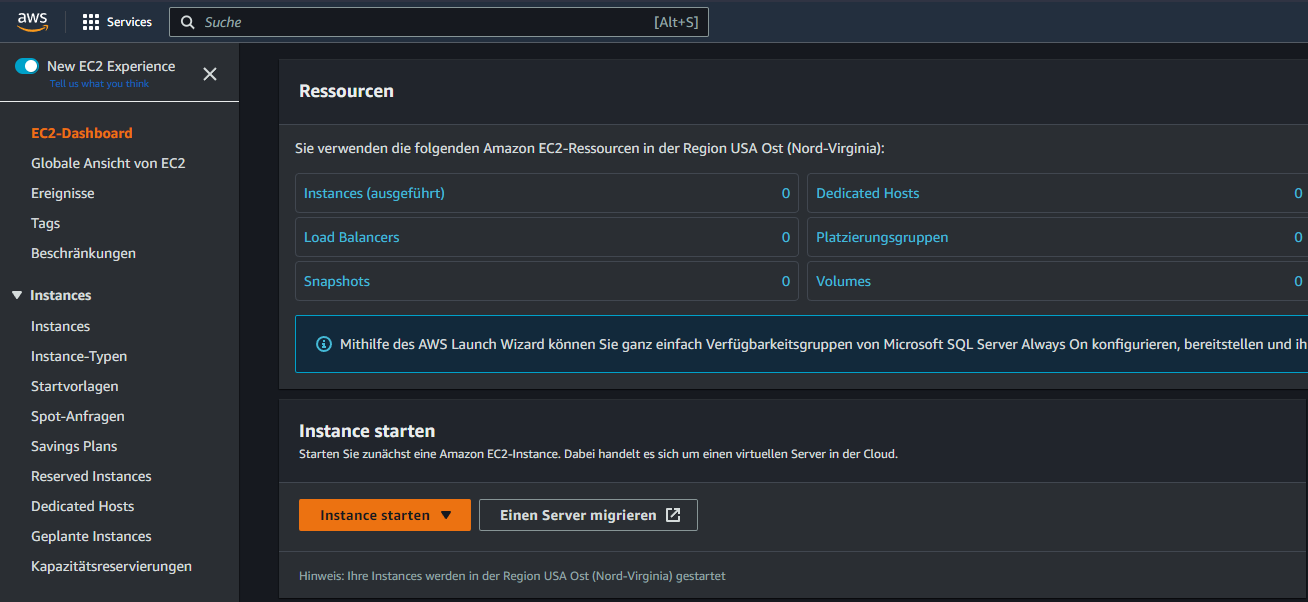 aws
Services
Suche
[Alt+S]
New EC2 Experience
Tell us what you think
EC2-Dashboard
Globale Ansicht von EC2
Ereignisse
Tags
Beschränkungen
Instances
Instances
Instance-Typen
Startvorlagen
Spot-Anfragen
Savings Plans
Reserved Instances
Dedicated Hosts
Geplante Instances
Kapazitätsreservierungen
Ressourcen
Sie verwenden die folgenden Amazon EC2-Ressourcen in der Region USA Ost (Nord-Virginia):
Instances (ausgeführt) 0
Dedicated Hosts 0
Load Balancers 0
Platzierungsgruppen 0
Snapshots 0
Volumes 0
Mithilfe des AWS Launch Wizard können Sie ganz einfach Verfügbarkeitsgruppen von Microsoft SQL Server Always On konfigurieren, bereitstellen und ih
Instance starten
Starten Sie zunächst eine Amazon EC2-Instance. Dabei handelt es sich um einen virtuellen Server in der Cloud.
Instance starten
Einen Server migrieren
Hinweis: Ihre Instances werden in der Region USA Ost (Nord-Virginia) gestartet